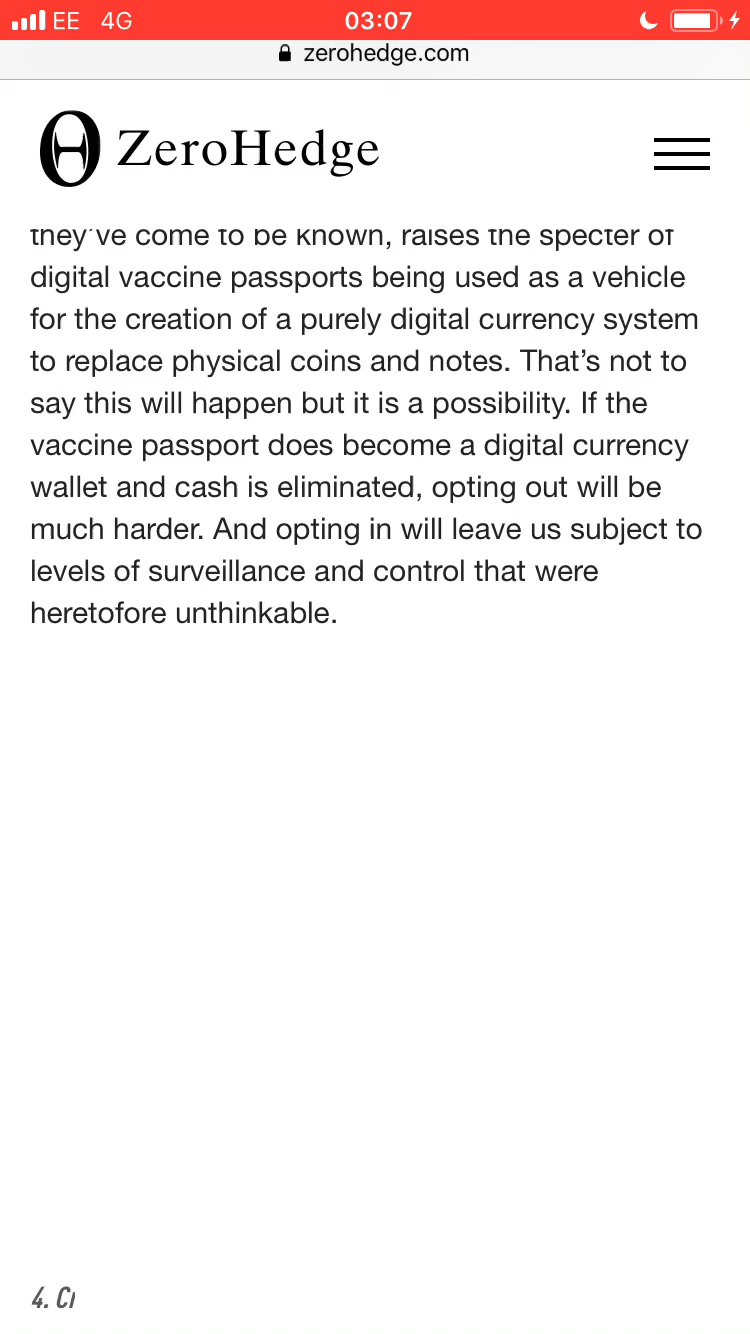 EE 4G 03:07
zerohedge.com
ZeroHedge
they've come to be known, raises the specter of
digital vaccine passports being used as a vehicle
for the creation of a purely digital currency system
to replace physical coins and notes. That's not to
say this will happen but it is a possibility. If the
vaccine passport does become a digital currency
wallet and cash is eliminated, opting out will be
much harder. And opting in will leave us subject to
levels of surveillance and control that were
heretofore unthinkable.
4.